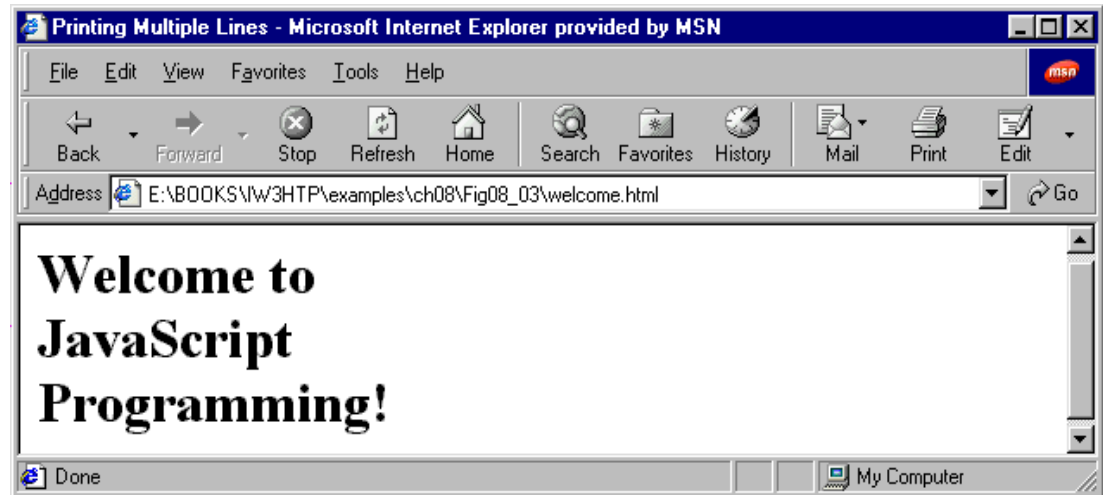 Printing Multiple Lines - Microsoft Internet Explorer provided by MSN
File Edit View Favorites Tools Help
msn
Back Forward Stop Refresh Home Search Favorites History Mail Print Edit
Address E:\BOOKS\IW3HTP\examples\ch08\Fig08_03\welcome.html Go
Welcome to
JavaScript
Programming!
Done My Computer